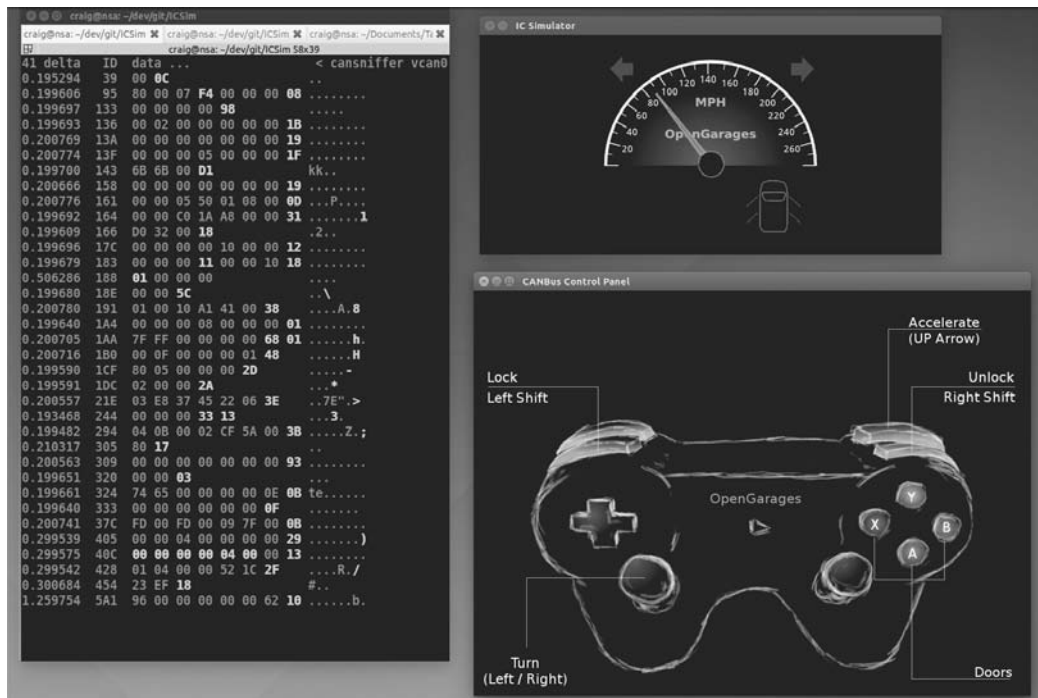 craig@nsa: ~/dev/git/ICSim
craig@nsa: ~/dev/git/ICSim ✖ craig@nsa: ~/dev/git/ICSim ✖ craig@nsa: ~/Documents/Ta ✖
craig@nsa: ~/dev/git/ICSim 58x39
41 delta ID data ... < cansniffer vcan0
0.195294 39 00 0C ..
0.199606 95 80 00 07 F4 00 00 00 08 ........
0.199697 133 00 00 00 00 98 .....
0.199693 136 00 02 00 00 00 00 00 1B ........
0.200769 13A 00 00 00 00 00 00 00 19 ........
0.200774 13F 00 00 00 05 00 00 00 1F ........
0.199700 143 6B 6B 00 D1 kk..
0.200666 158 00 00 00 00 00 00 00 19 ........
0.200776 161 00 00 05 50 01 08 00 0D ...P....
0.199692 164 00 00 C0 1A A8 00 00 31 .......1
0.199609 166 D0 32 00 18 .2..
0.199696 17C 00 00 00 00 10 00 00 12 ........
0.199679 183 00 00 00 11 00 00 10 18 ........
0.506286 188 01 00 00 00 ....
0.199680 18E 00 00 5C ..\
0.200780 191 01 00 10 A1 41 00 38 ....A.8
0.199640 1A4 00 00 00 08 00 00 00 01 ........
0.200705 1AA 7F FF 00 00 00 00 68 01 ......h.
0.200716 1B0 00 0F 00 00 00 01 48 ......H
0.199590 1CF 80 05 00 00 00 2D .....-
0.199591 1DC 02 00 00 2A ...*
0.200557 21E 03 E8 37 45 22 06 3E ..7E".>
0.193468 244 00 00 00 33 13 ...3.
0.199482 294 04 0B 00 02 CF 5A 00 3B .....Z.;
0.210317 305 80 17 ..
0.200563 309 00 00 00 00 00 00 00 93 ........
0.199651 320 00 00 03 ...
0.199661 324 74 65 00 00 00 00 0E 0B te......
0.199640 333 00 00 00 00 00 00 0F .......
0.200741 37C FD 00 FD 00 09 7F 00 0B ........
0.299539 405 00 00 04 00 00 00 00 29 .......)
0.299575 40C 00 00 00 00 04 00 00 13 ........
0.299542 428 01 04 00 00 52 1C 2F ....R./
0.300684 454 23 EF 18 #..
1.259754 5A1 96 00 00 00 00 00 62 10 ......b.
IC Simulator
20 40 60 80 100 120 140 160 180 200 220 240 260
MPH
OpenGarages
CANBus Control Panel
Accelerate
(UP Arrow)
Lock
Left Shift
Unlock
Right Shift
OpenGarages
Y
X
B
A
Turn
(Left / Right)
Doors